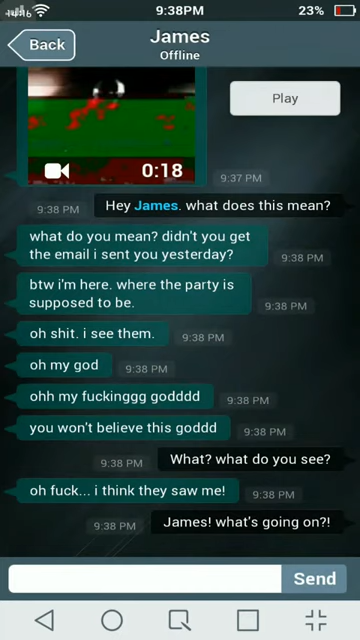 9:38PM
23%
Back
James
Offline
Play
0:18
9:37 PM
9:38 PM
Hey James. what does this mean?
what do you mean? didn't you get
the email i sent you yesterday?
9:38 PM
btw i'm here. where the party is
supposed to be.
9:38 PM
oh shit. i see them.
9:38 PM
oh my god
9:38 PM
ohh my fuckinggg godddd
9:38 PM
you won't believe this goddd
9:38 PM
9:38 PM
What? what do you see?
oh fuck... i think they saw me!
9:38 PM
9:38 PM
James! what's going on?!
Send